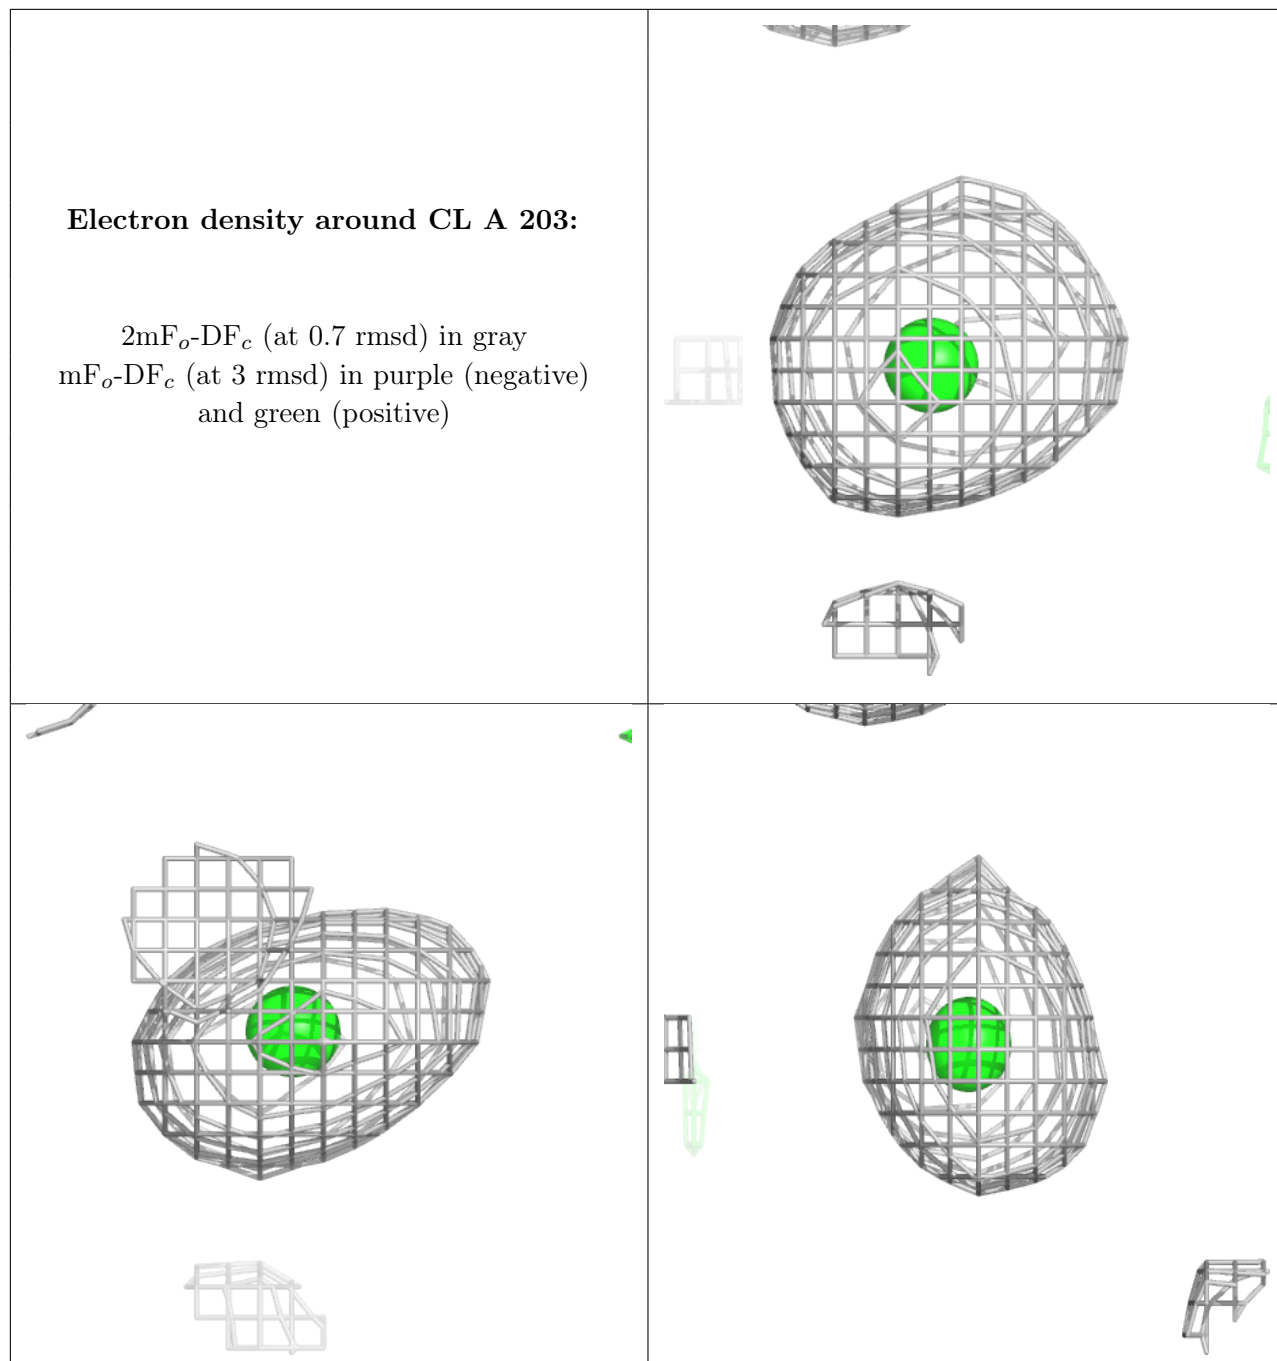 Electron density around CL A 203:
2mFo-DFc (at 0.7 rmsd) in gray
mFo-DFc (at 3 rmsd) in purple (negative)
and green (positive)